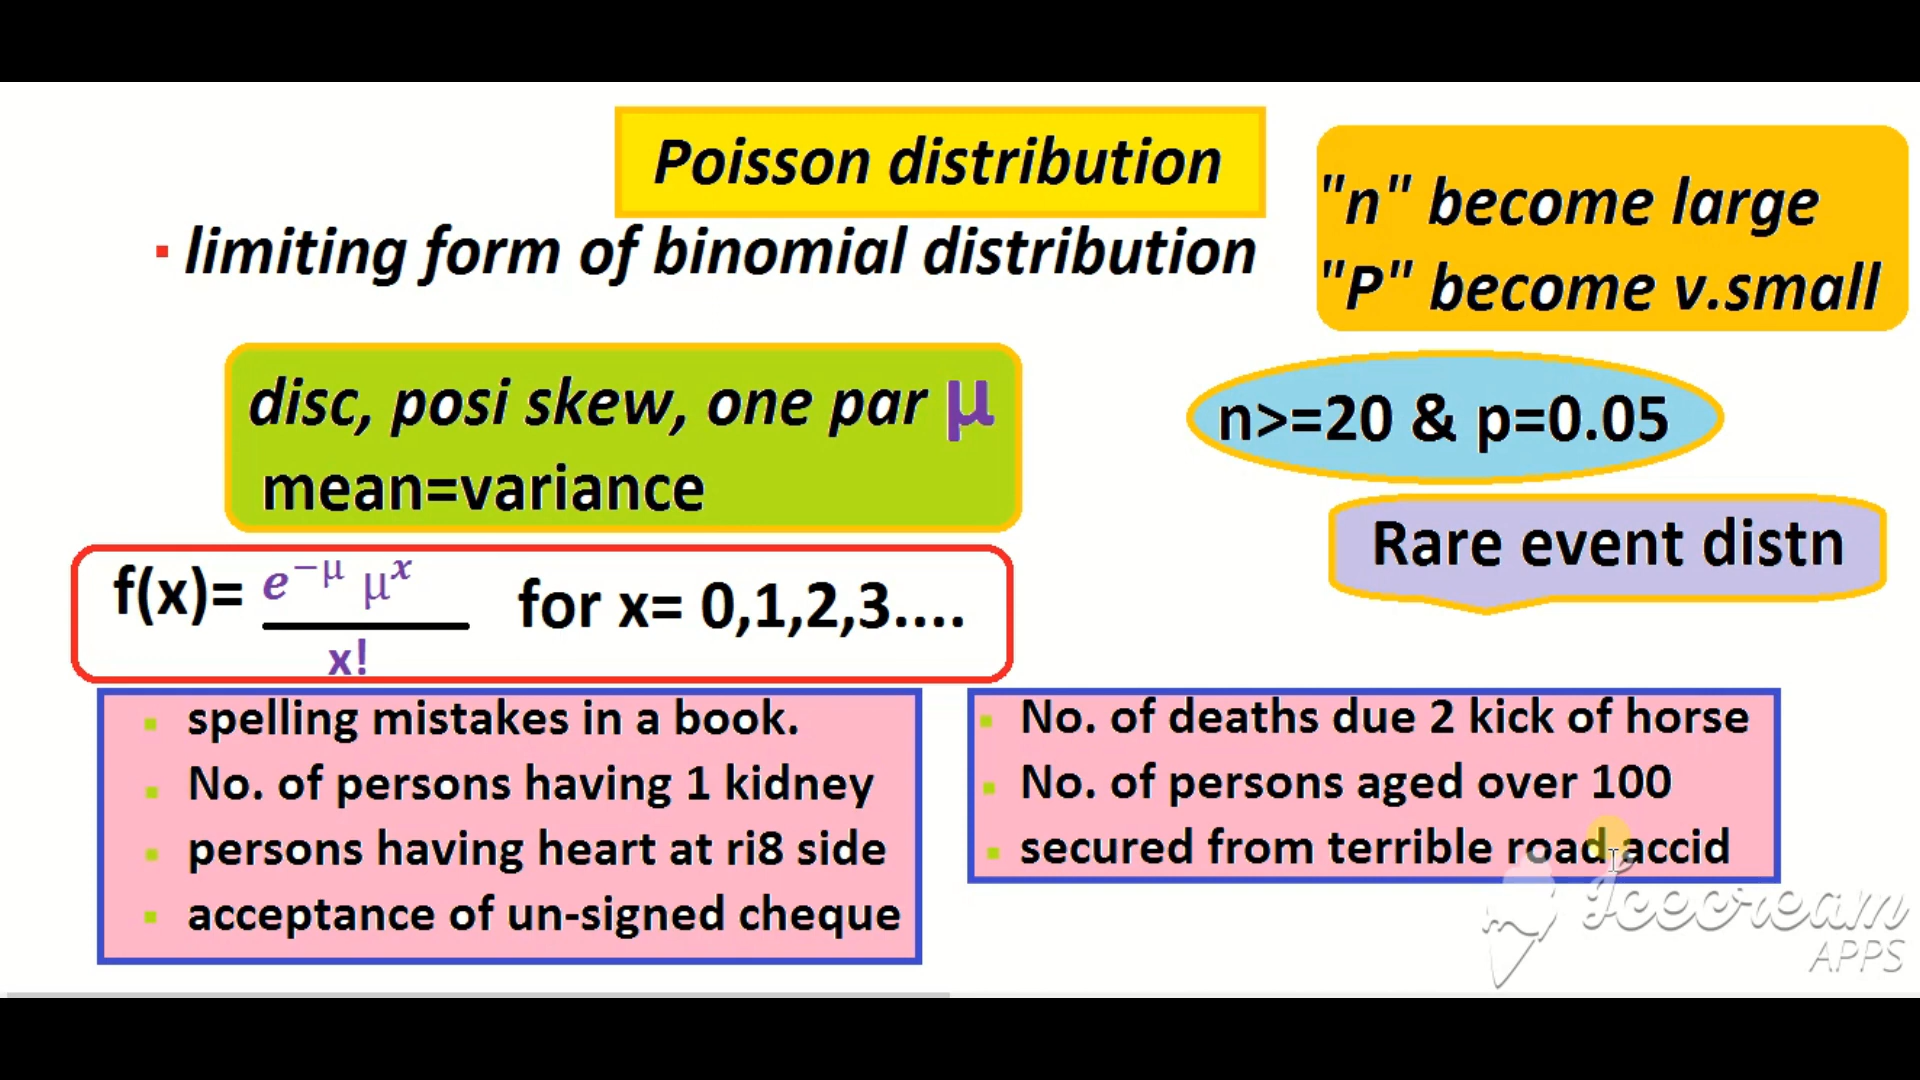 Poisson distribution
limiting form of binomial distribution
"n" become large
"P" become v.small
disc, posi skew, one par μ
mean=variance
n>=20 & p=0.05
Rare event distn
f(x)= e^−μ μ^x / x! for x= 0,1,2,3....
spelling mistakes in a book.
No. of persons having 1 kidney
persons having heart at ri8 side
acceptance of un-signed cheque
No. of deaths due 2 kick of horse
No. of persons aged over 100
secured from terrible road accid
Icecream
APPS